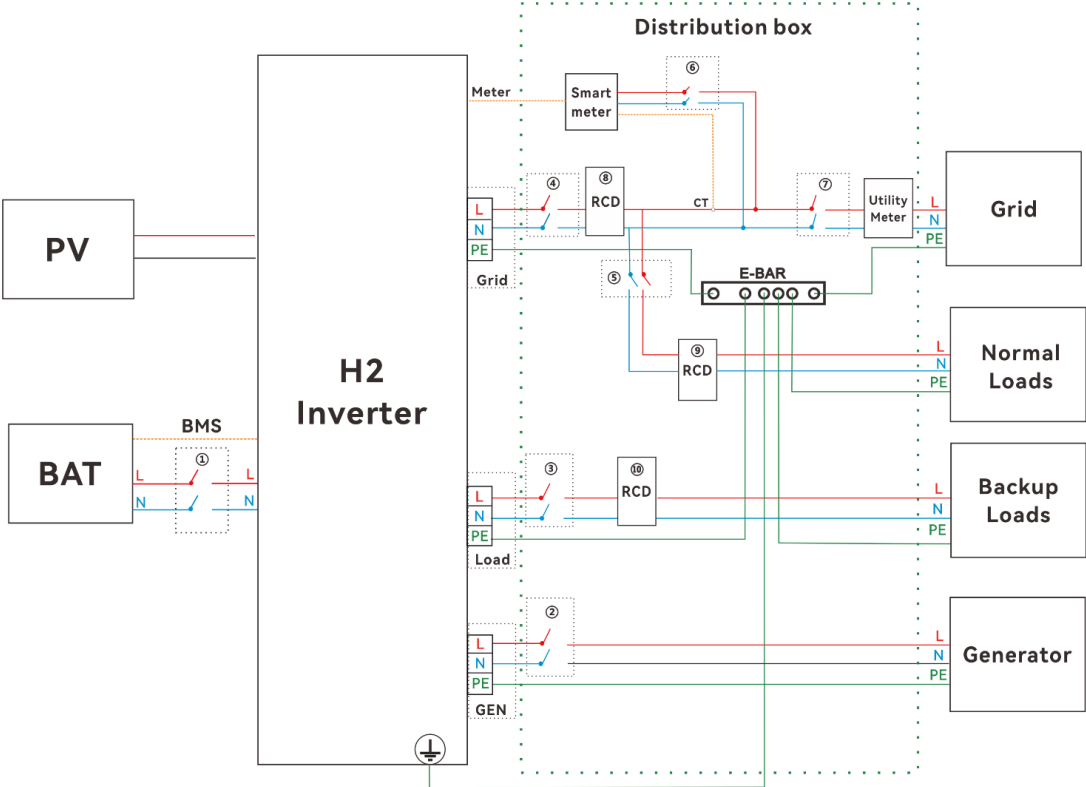 Distribution box
⑥
Meter
Smart
meter
④
⑧
RCD
CT
⑦
Utility
Meter
L
N
PE
Grid
L
N
PE
Grid
PV
⑤
E-BAR
⑨
RCD
L
N
PE
Normal
Loads
H2
Inverter
BMS
BAT
L
N
①
L
N
③
⑩
RCD
L
N
PE
Load
L
N
PE
Backup
Loads
②
L
N
PE
GEN
L
N
PE
Generator